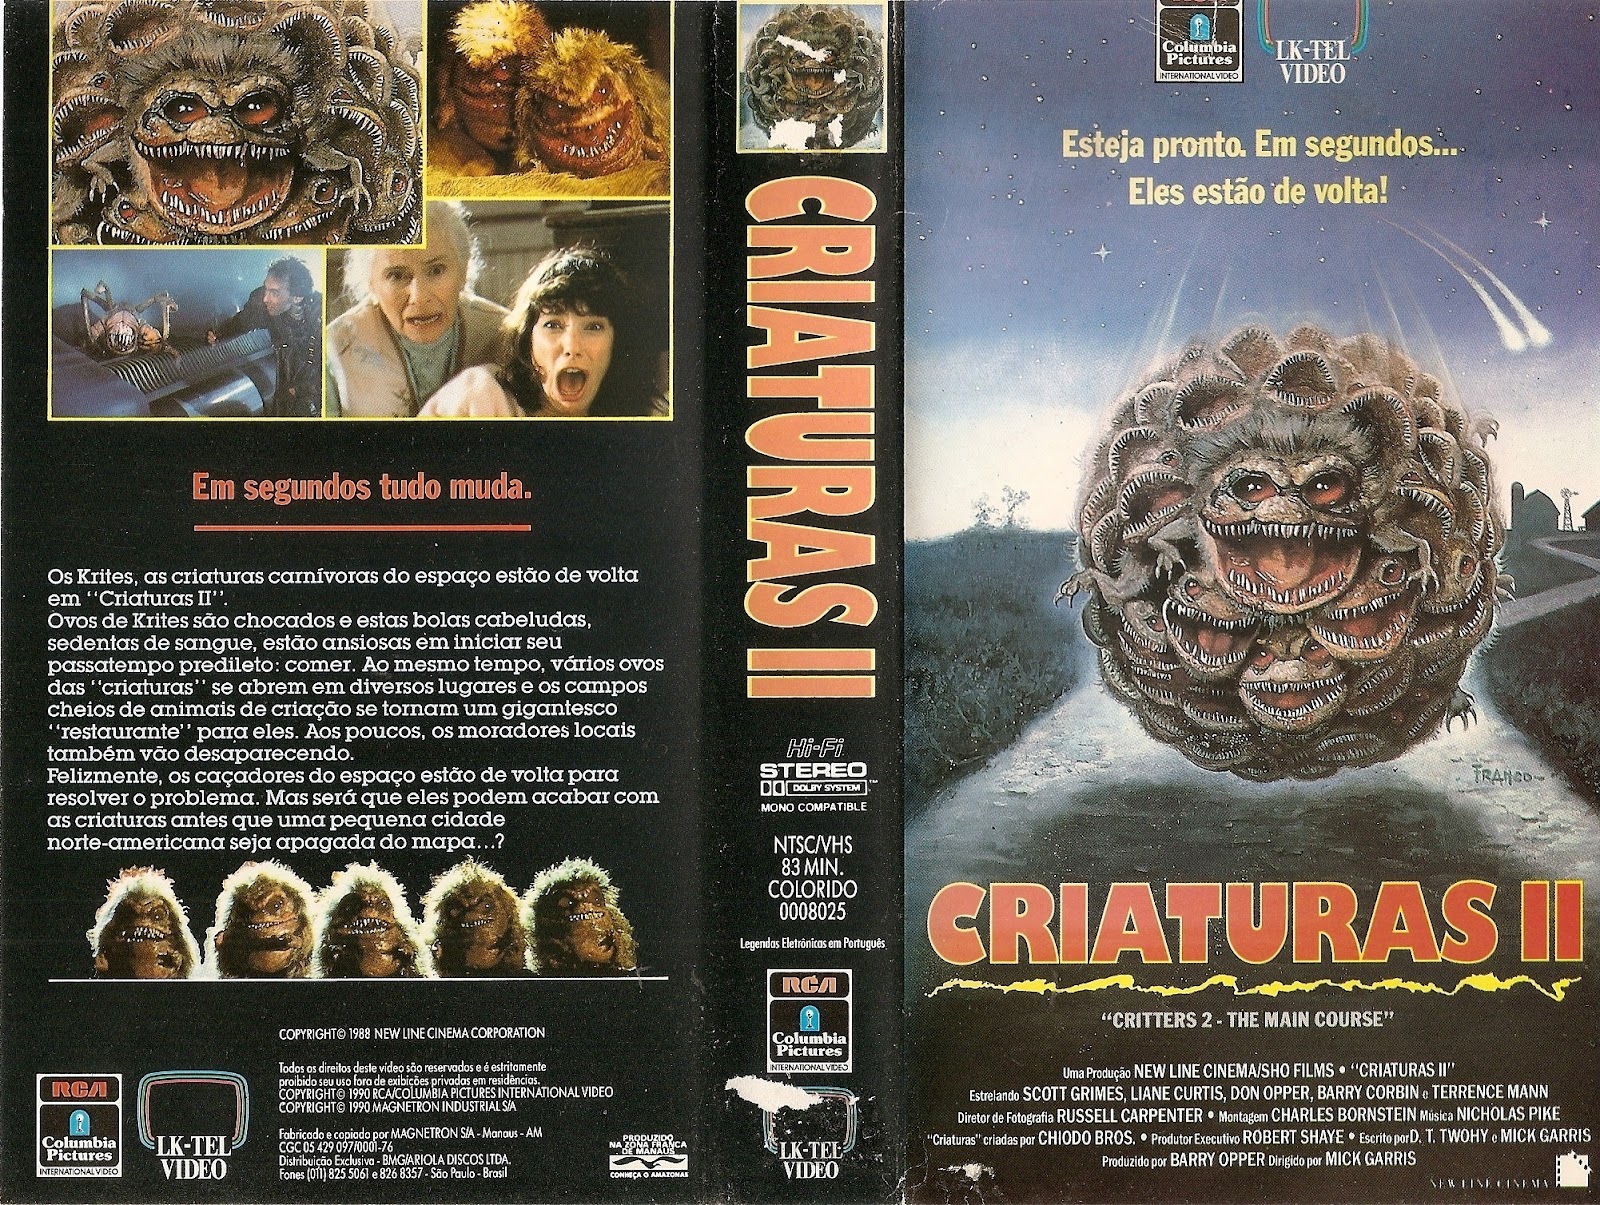 Em segundos tudo muda.
Os Krites, as criaturas carnívoras do espaço estão de volta
em "Criaturas II".
Ovos de Krites são chocados e estas bolas cabeludas,
sedentas de sangue, estão ansiosas em iniciar seu
passatempo predileto: comer. Ao mesmo tempo, vários ovos
das "criaturas" se abrem em diversos lugares e os campos
cheios de animais de criação se tornam um gigantesco
"restaurante" para eles. Aos poucos, os moradores locais
também vão desaparecendo.
Felizmente, os caçadores do espaço estão de volta para
resolver o problema. Mas será que eles podem acabar com
as criaturas antes que uma pequena cidade
norte-americana seja apagada do mapa...?
COPYRIGHT© 1988 NEW LINE CINEMA CORPORATION
Todos os direitos deste vídeo são reservados e é estritamente
proibido seu uso fora de exibições privadas em residências.
COPYRIGHT© 1990 RCA/COLUMBIA PICTURES INTERNATIONAL VIDEO
COPYRIGHT© 1990 MAGNETRON INDUSTRIAL S/A
Fabricado e copiado por MAGNETRON S/A - Manaus - AM
CGC 05 429 097/0001-76
Distribuição Exclusiva - BMG/ARIOLA DISCOS LTDA.
Fones (011) 825 5061 e 826 8357 - São Paulo - Brasil
RCA
Columbia
Pictures
INTERNATIONAL VIDEO
LK-TEL
VIDEO
PRODUZIDO
NA ZONA FRANCA
DE MANAUS
CONHEÇA O AMAZONAS
CRIATURAS II
Hi-Fi
STEREO
DOLBY SYSTEM
TM
MONO COMPATIBLE
NTSC/VHS
83 MIN.
COLORIDO
0008025
Legendas Eletrônicas em Português
RCA
Columbia
Pictures
INTERNATIONAL VIDEO
LK-TEL
VIDEO
RCA
Columbia
Pictures
INTERNATIONAL VIDEO
LK-TEL
VIDEO
Esteja pronto. Em segundos...
Eles estão de volta!
CRIATURAS II
"CRITTERS 2 - THE MAIN COURSE"
Uma Produção NEW LINE CINEMA/SHO FILMS • "CRIATURAS II"
Estrelando SCOTT GRIMES, LIANE CURTIS, DON OPPER, BARRY CORBIN e TERRENCE MANN
Diretor de Fotografia RUSSELL CARPENTER • Montagem CHARLES BORNSTEIN Música NICHOLAS PIKE
"Criaturas" criadas por CHIODO BROS. • Produtor Executivo ROBERT SHAYE • Escrito por D. T. TWOHY e MICK GARRIS
Produzido por BARRY OPPER Dirigido por MICK GARRIS
NEW LINE CINEMA